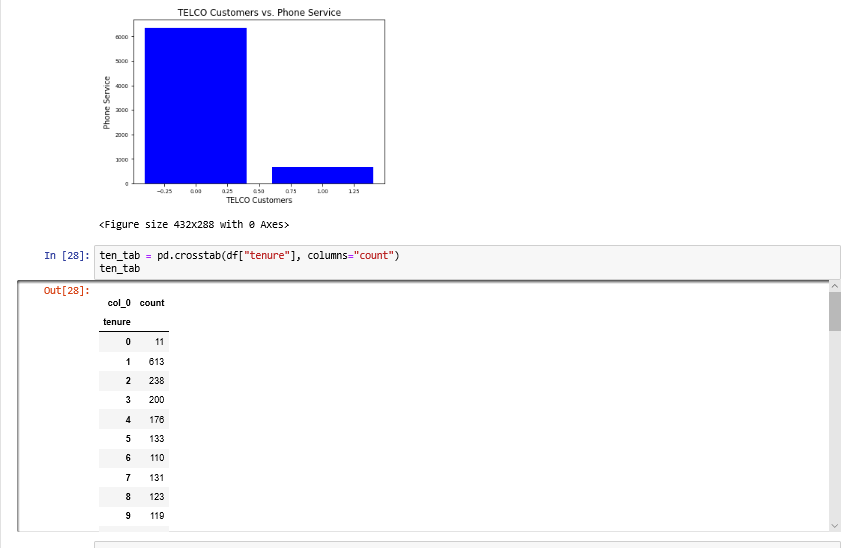 TELCO Customers vs. Phone Service
6000
5000
4000
3000
2000
1000
0
Phone Service
−0.25 0.00 0.25 0.50 0.75 1.00 1.25
TELCO Customers
<Figure size 432x288 with 0 Axes>
In [28]: ten_tab = pd.crosstab(df["tenure"], columns="count")
ten_tab
Out[28]:
col_0 count
tenure
0 11
1 613
2 238
3 200
4 176
5 133
6 110
7 131
8 123
9 119